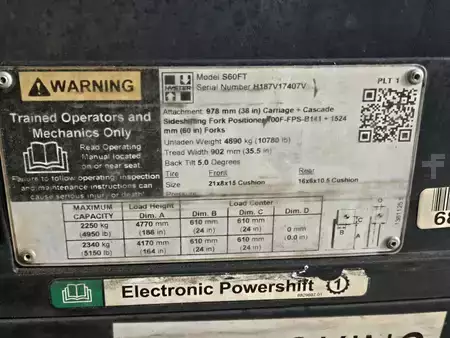 WARNING
Trained Operators and
Mechanics Only
Read Operating
Manual located
on or near seat.
Failure to follow operating, inspection
and maintenance instructions can
cause serious injury or death.
HYSTER
Model S60FT
Serial Number H187V17407V
PLT 1
Attachment 978 mm (38 in) Carriage + Cascade
Sideshifting Fork Positioner 
+ 1524
mm (60 in) Forks
Unladen Weight 4890 kg (10780 lb)
Tread Width 902 mm (35.5 in)
Back Tilt 5.0 Degrees
Tire Front Rear
Size 21x8x15 Cushion 16x6x10.5 Cushion
MAXIMUM CAPACITY
Load Height Dim. A
Load Center
Dim. B Dim. C Dim. D
2250 kg (4950 lb) 4770 mm (188 in) 610 mm (24 in) 610 mm (24 in) 0 mm (0.0 in)
2340 kg (5150 lb) 4170 mm (164 in) 610 mm (24 in) 610 mm (24 in)
B
68
Electronic Powershift 1